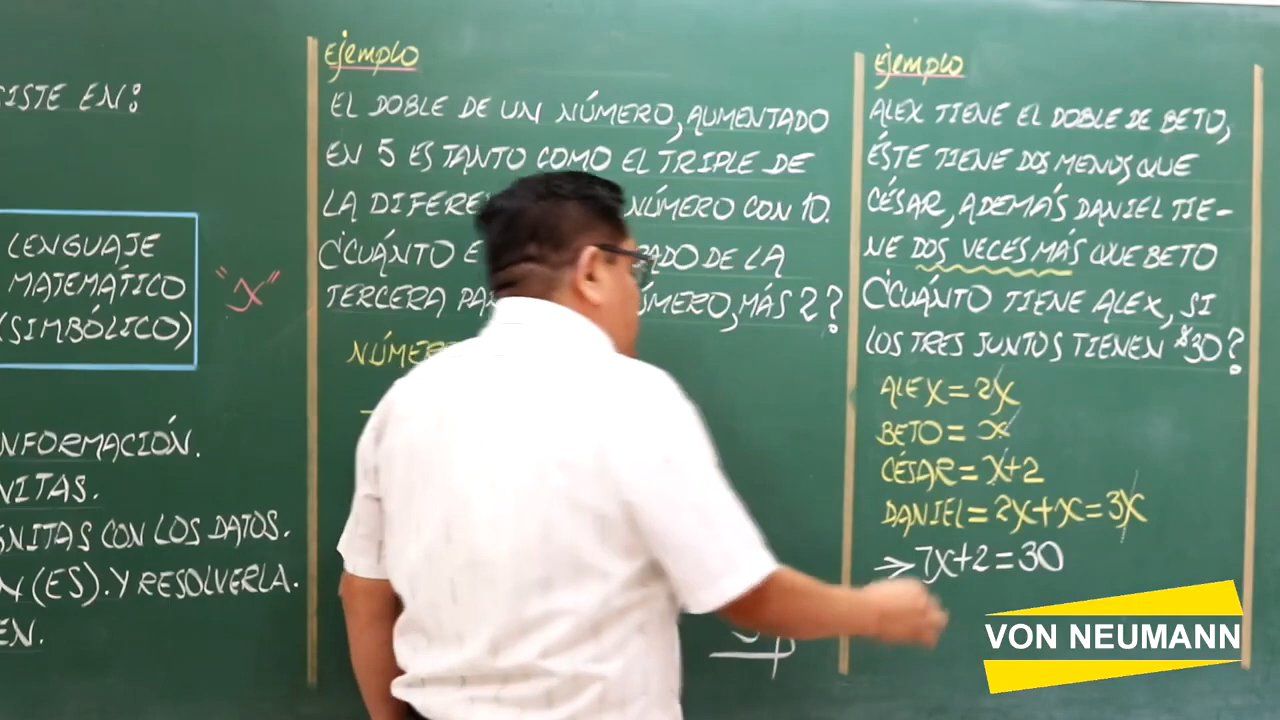 SISTE EN:
LENGUAJE
MATEMÁTICO
(SIMBÓLICO)
"x"
NFORMACIÓN.
NITAS.
GNITAS CON LOS DATOS.
N(ES). Y RESOLVERLA.
EN.
ejemplo
EL DOBLE DE UN NÚMERO, AUMENTADO
EN 5 ES TANTO COMO EL TRIPLE DE
LA DIFERE NÚMERO CON 10.
¿CUÁNTO E ADO DE LA
TERCERA PA ÚMERO, MÁS 2?
NÚMER
ejemplo
ALEX TIENE EL DOBLE DE BETO,
ÉSTE TIENE DOS MENOS QUE
CÉSAR, ADEMÁS DANIEL TIE-
NE DOS VECES MÁS QUE BETO
¿CUÁNTO TIENE ALEX, SI
LOS TRES JUNTOS TIENEN $30?
ALEX = 2x
BETO = x
CÉSAR = x+2
DANIEL = 2x+x = 3x
⇒ 7x+2=30
VON NEUMANN